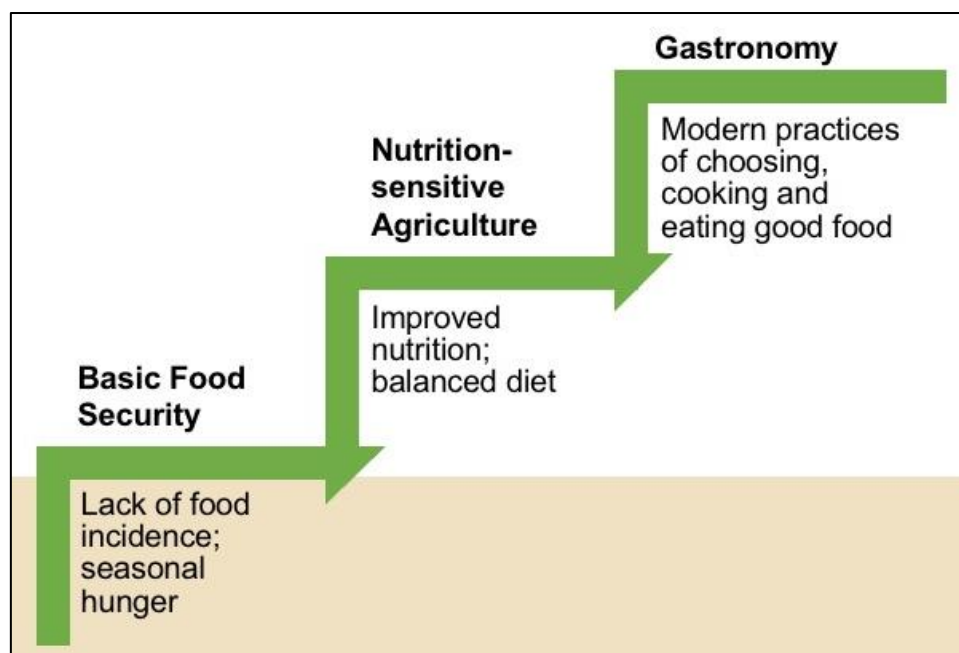 Gastronomy
Modern practices
of choosing,
cooking and
eating good food
Nutrition-
sensitive
Agriculture
Improved
nutrition;
balanced diet
Basic Food
Security
Lack of food
incidence;
seasonal
hunger